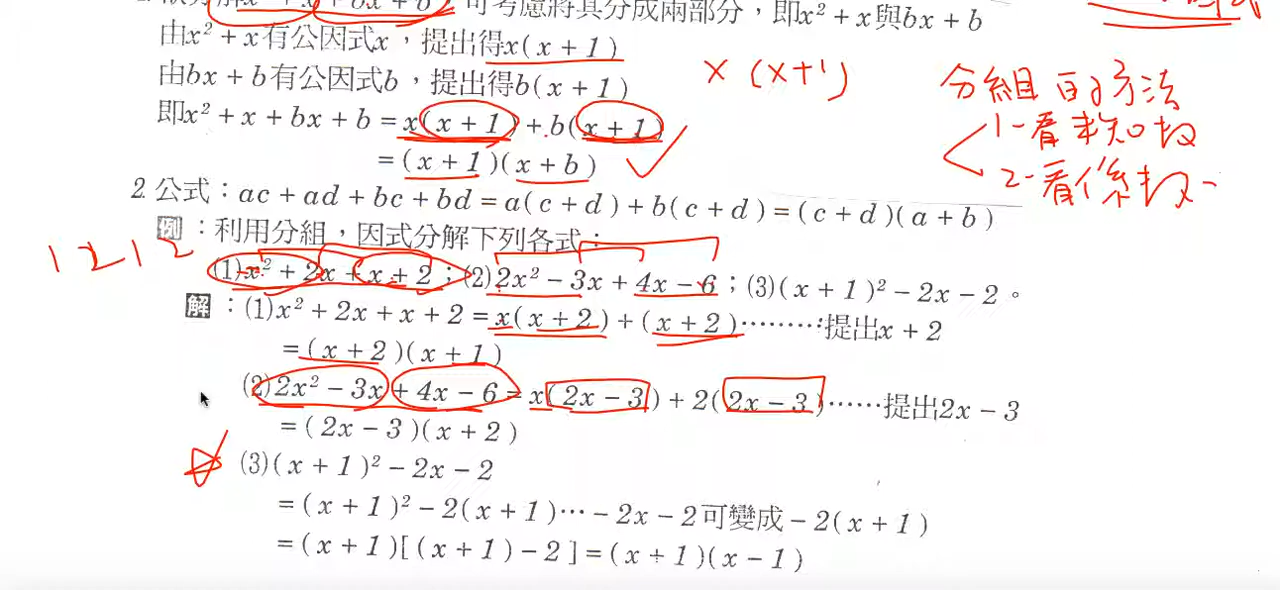 可考慮將其分成兩部分，即x² + x與bx + b
由x² + x有公因式x，提出得x(x + 1)
由bx + b有公因式b，提出得b(x + 1)
即x² + x + bx + b = x(x + 1) + b(x + 1)
= (x + 1)(x + b)
x (x+1)
分組的方法
1-看未知數
2-看係數
2. 公式：ac + ad + bc + bd = a(c + d) + b(c + d) = (c + d)(a + b)
例：利用分組，因式分解下列各式：
1 2 1 2
(1)x² + 2x + x + 2；(2)2x² − 3x + 4x − 6；(3)(x + 1)² − 2x − 2。
解：(1)x² + 2x + x + 2 = x(x + 2) + (x + 2)………提出x + 2
= (x + 2)(x + 1)
(2)2x² − 3x + 4x − 6 = x(2x − 3) + 2(2x − 3)……提出2x − 3
= (2x − 3)(x + 2)
(3)(x + 1)² − 2x − 2
= (x + 1)² − 2(x + 1)…− 2x − 2可變成 − 2(x + 1)
= (x + 1)[(x + 1) − 2] = (x + 1)(x − 1)